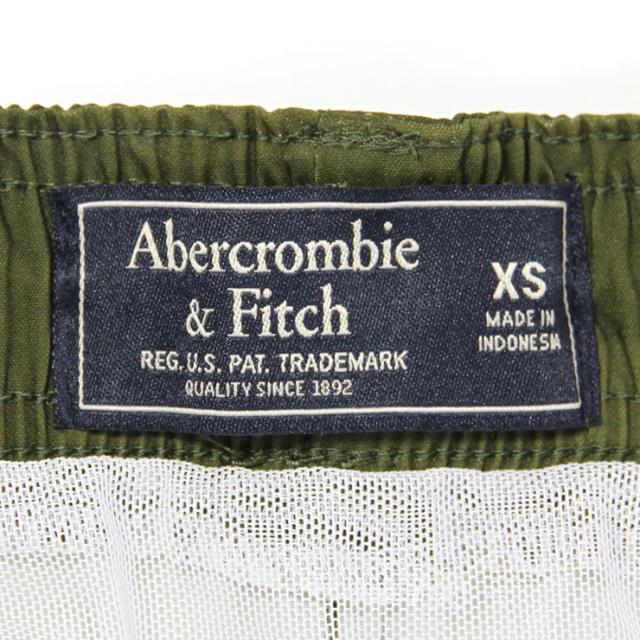 Abercrombie
& Fitch
REG. U.S. PAT. TRADEMARK
QUALITY SINCE 1892
XS
MADE IN
INDONESIA